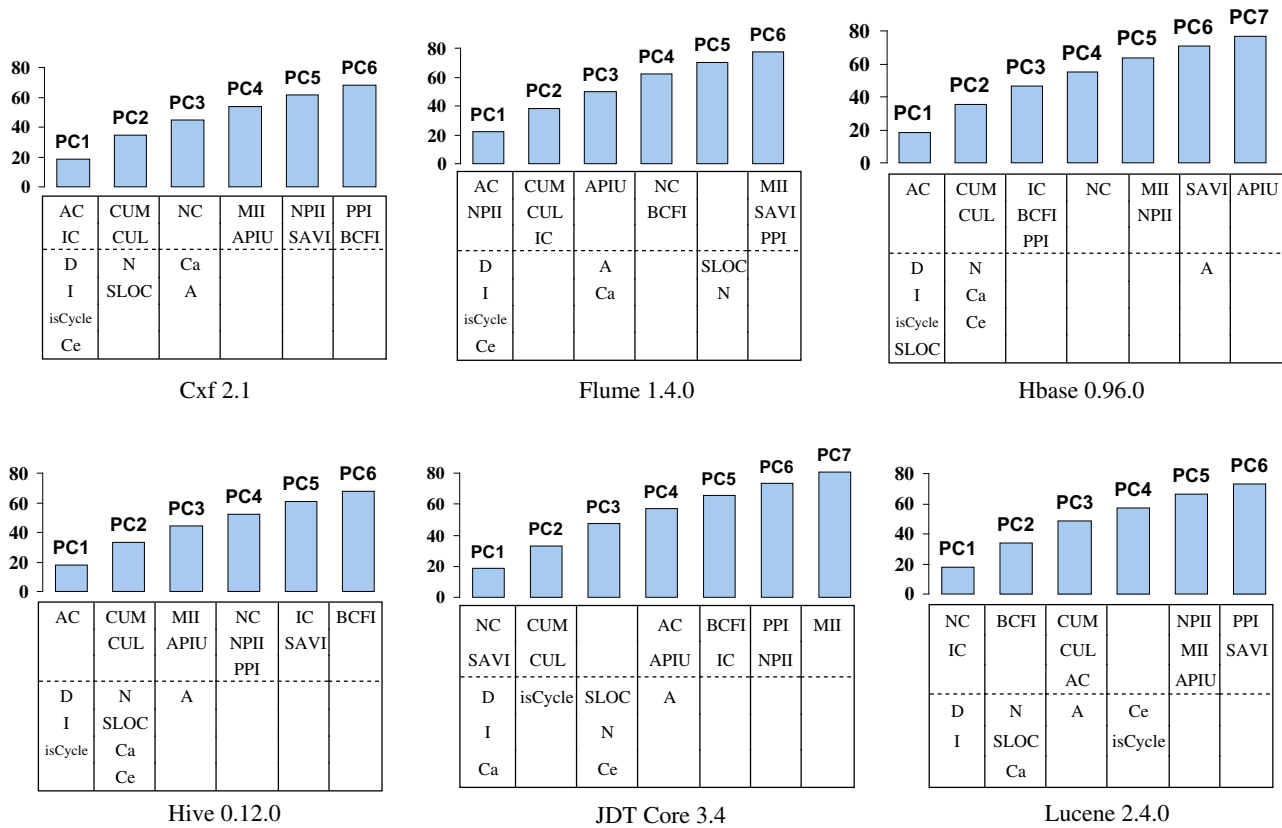 PC1 PC2 PC3 PC4 PC5 PC6
80
60
40
20
0
AC CUM NC MII NPII PPI
IC CUL APIU SAVI BCFI
D N Ca
I SLOC A
isCycle
Ce
Cxf 2.1
PC1 PC2 PC3 PC4 PC5 PC6
80
60
40
20
0
AC CUM APIU NC MII
NPII CUL BCFI SAVI
IC PPI
D A SLOC
I Ca N
isCycle
Ce
Flume 1.4.0
PC1 PC2 PC3 PC4 PC5 PC6 PC7
80
60
40
20
0
AC CUM IC NC MII SAVI APIU
CUL BCFI NPII
PPI
D N A
I Ca
isCycle Ce
SLOC
Hbase 0.96.0
PC1 PC2 PC3 PC4 PC5 PC6
80
60
40
20
0
AC CUM MII NC IC BCFI
CUL APIU NPII SAVI
PPI
D N A
I SLOC
isCycle Ca
Ce
Hive 0.12.0
PC1 PC2 PC3 PC4 PC5 PC6 PC7
80
60
40
20
0
NC CUM AC BCFI PPI MII
SAVI CUL APIU IC NPII
D isCycle SLOC A
I N
Ca Ce
JDT Core 3.4
PC1 PC2 PC3 PC4 PC5 PC6
80
60
40
20
0
NC BCFI CUM NPII PPI
IC CUL MII SAVI
AC APIU
D N A Ce
I SLOC isCycle
Ca
Lucene 2.4.0